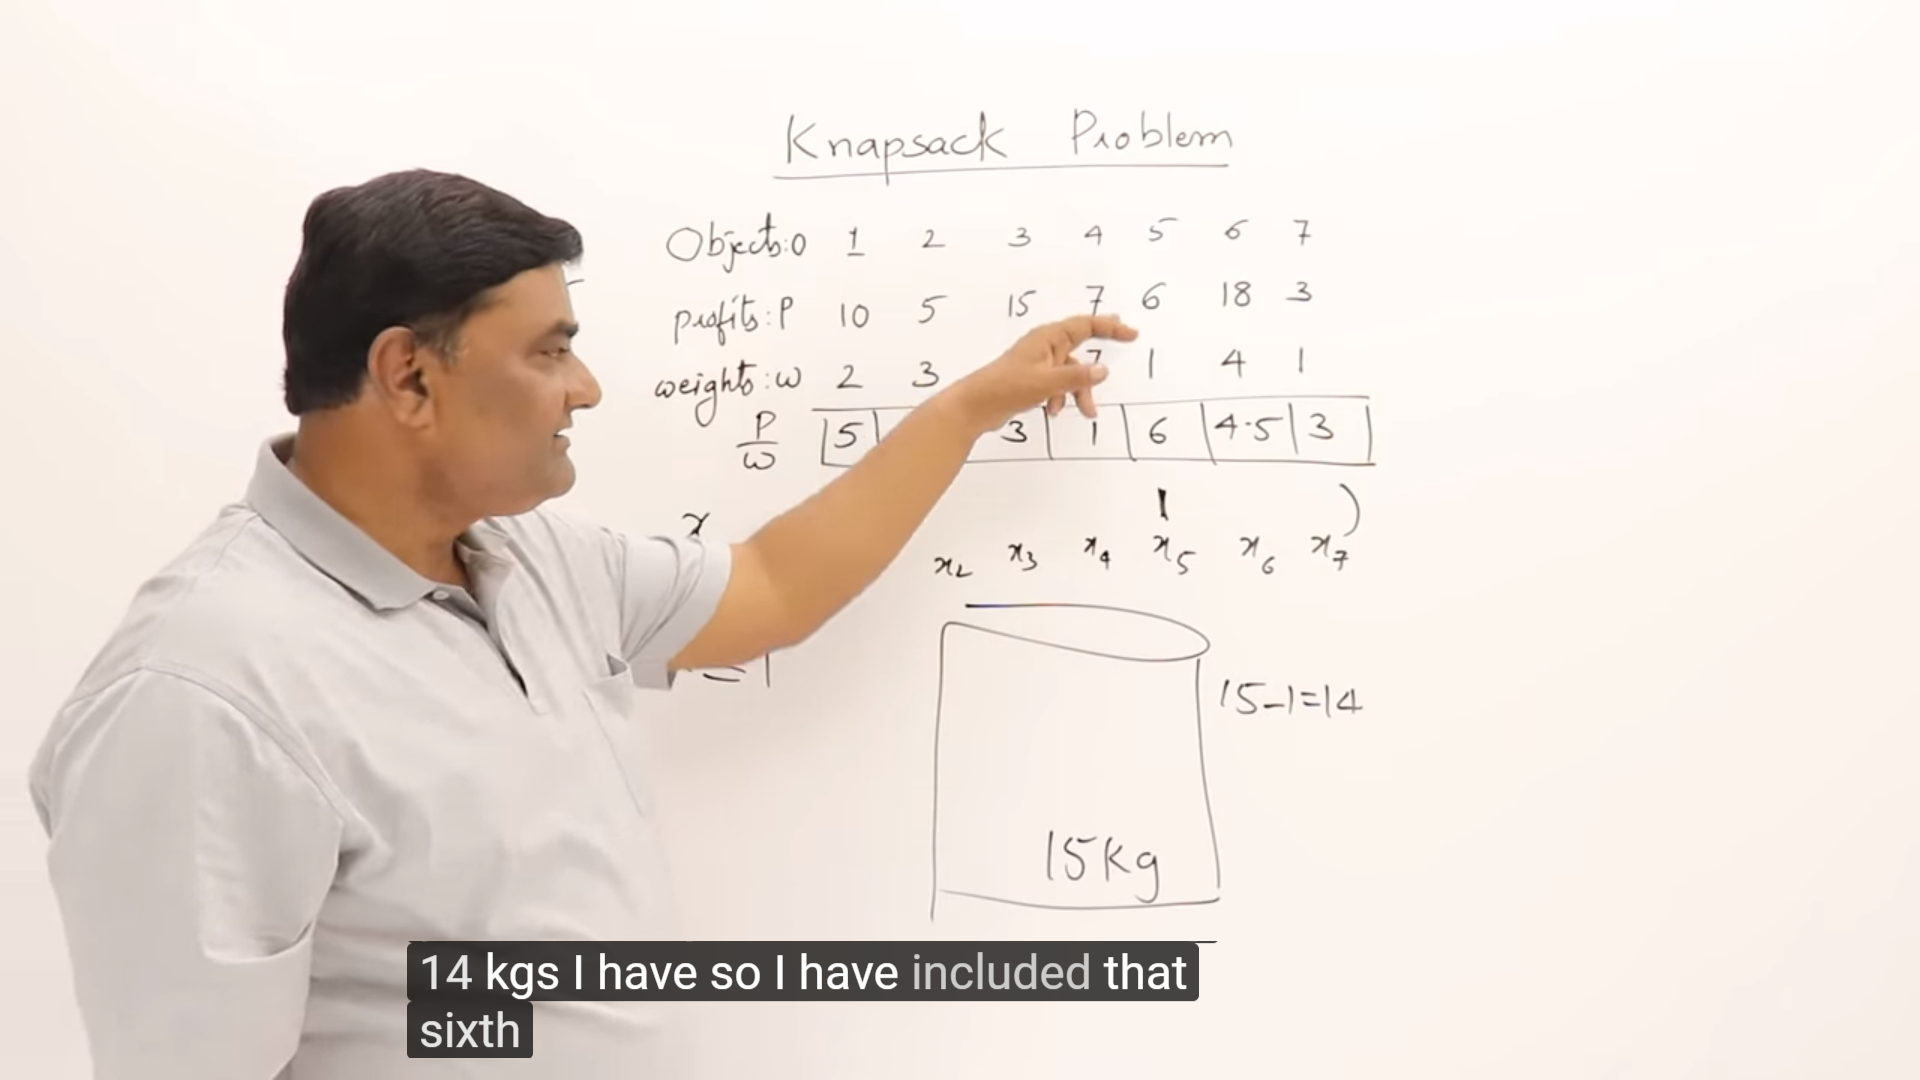 Knapsack Problem
Objects:O 1 2 3 4 5 6 7
Profits:P 10 5 15 7 6 18 3
weights:w 2 3 7 1 4 1
P/w 5 3 1 6 4.5 3
x 1 )
x2 x3 x4 x5 x6 x7
= 1
15-1=14
15kg
14 kgs I have so I have included that
sixth